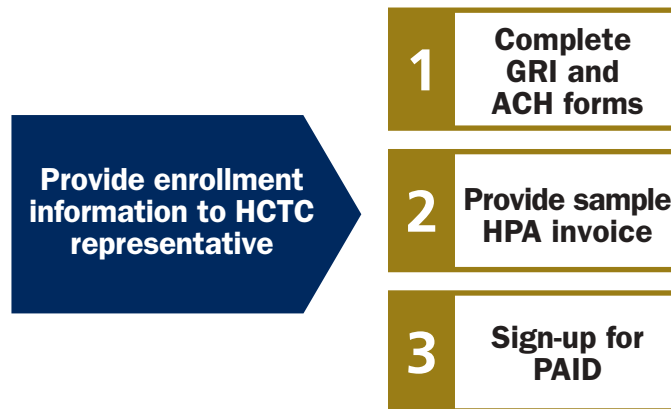 Provide enrollment
information to HCTC
representative
1
Complete
GRI and
ACH forms
2
Provide sample
HPA invoice
3
Sign-up for
PAID